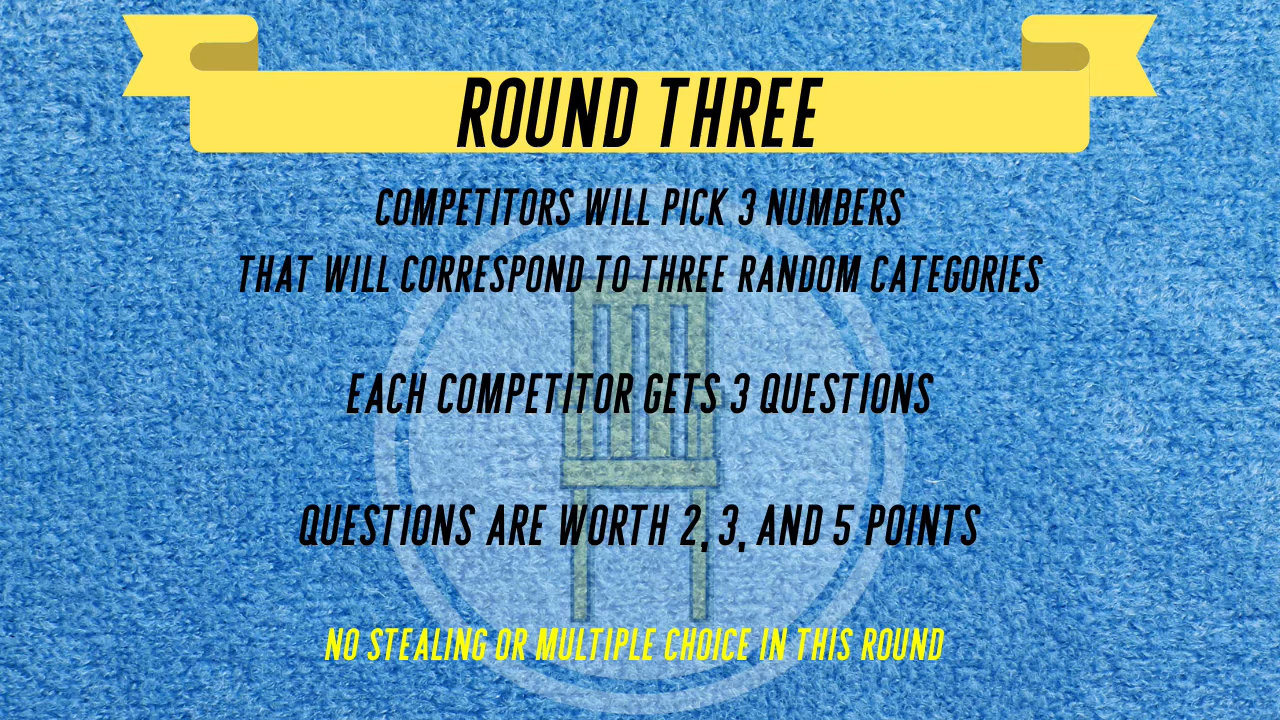 ROUND THREE
COMPETITORS WILL PICK 3 NUMBERS
THAT WILL CORRESPOND TO THREE RANDOM CATEGORIES
EACH COMPETITOR GETS 3 QUESTIONS
QUESTIONS ARE WORTH 2, 3, AND 5 POINTS
NO STEALING OR MULTIPLE CHOICE IN THIS ROUND